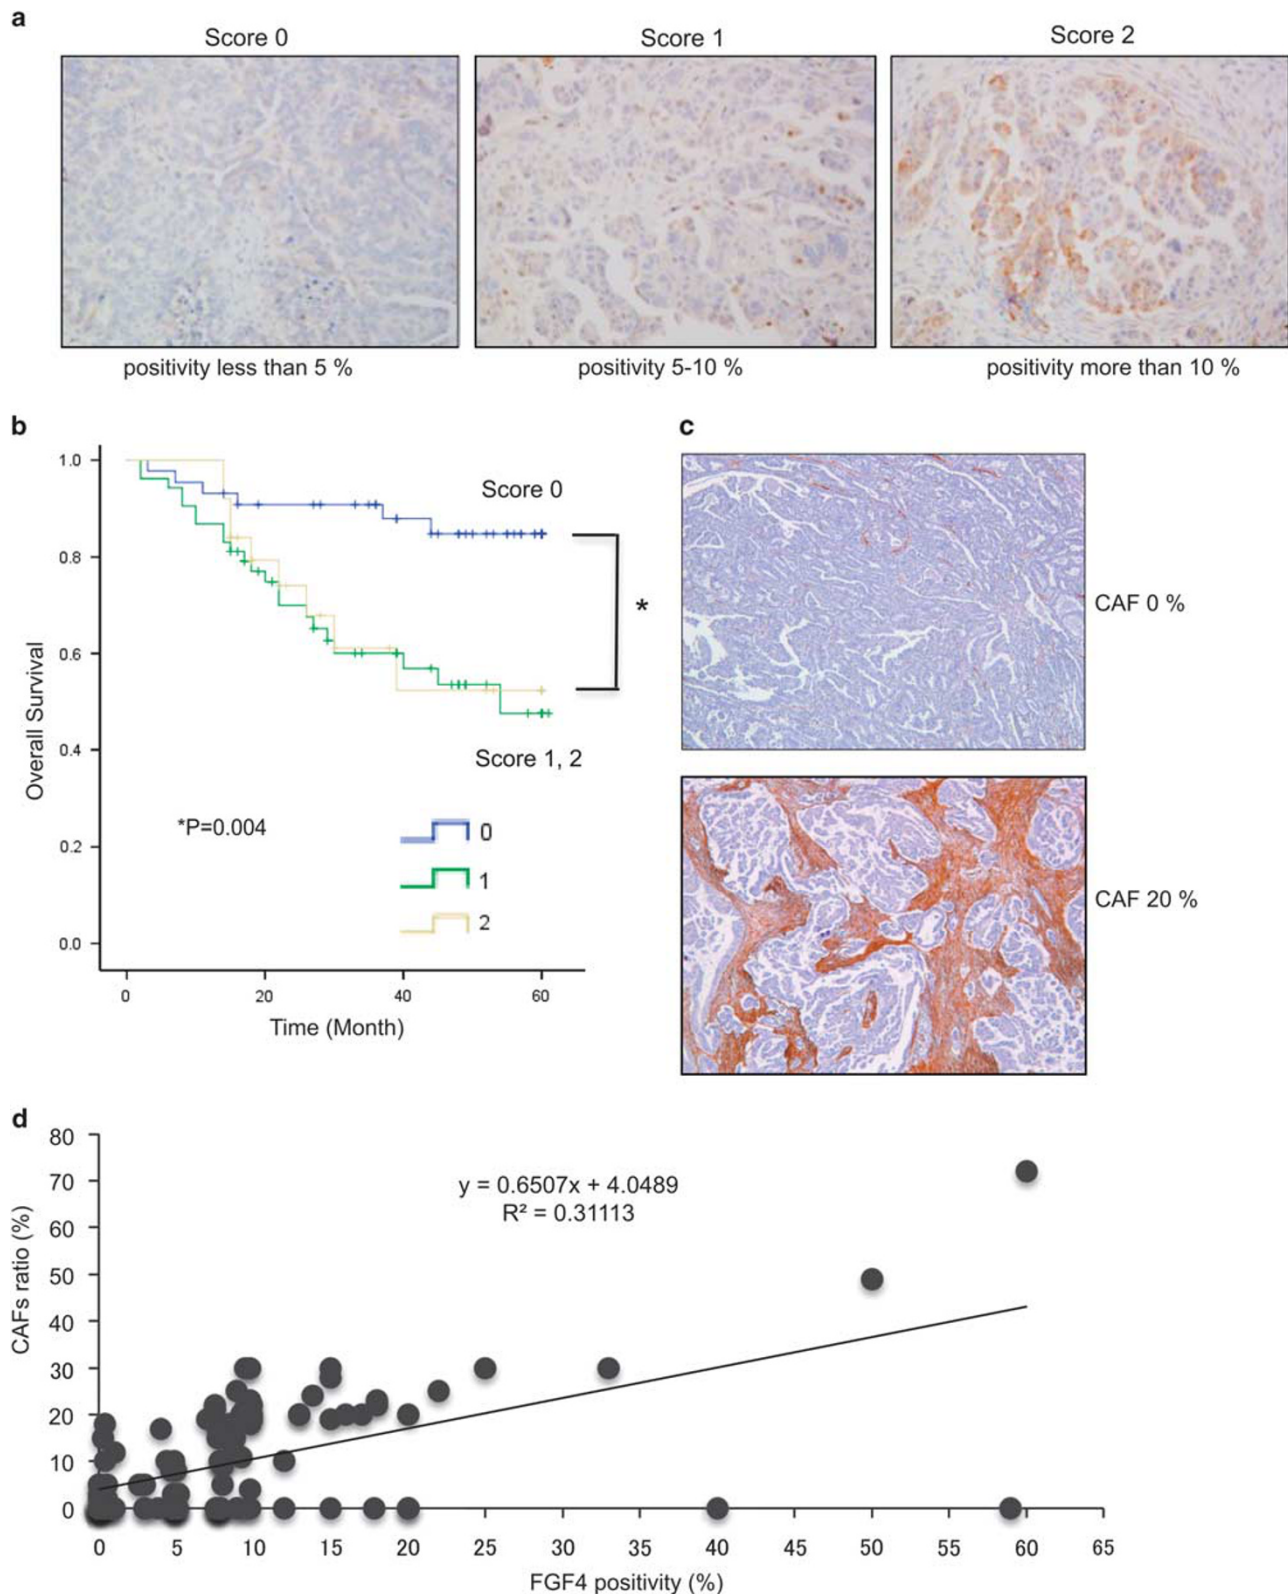 a
Score 0
Score 1
Score 2
positivity less than 5 %
positivity 5-10 %
positivity more than 10 %
b
1.0
0.8
0.6
0.4
0.2
0.0
Overall Survival
Score 0
*
Score 1, 2
*P=0.004
0
1
2
0
20
40
60
Time (Month)
c
CAF 0 %
CAF 20 %
d
80
70
60
50
40
30
20
10
0
CAFs ratio (%)
y = 0.6507x + 4.0489
R² = 0.31113
0
5
10
15
20
25
30
35
40
45
50
55
60
65
FGF4 positivity (%)